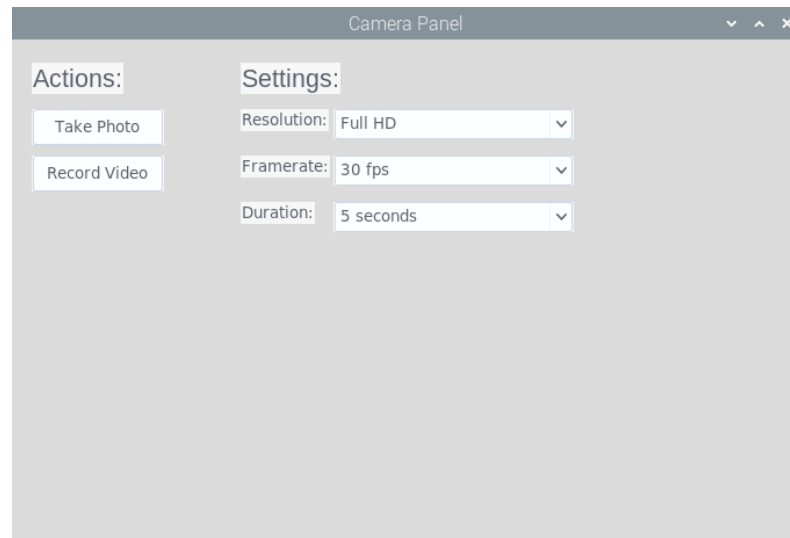 Camera Panel
Actions:
Settings:
Take Photo
Resolution: Full HD
Record Video
Framerate: 30 fps
Duration: 5 seconds